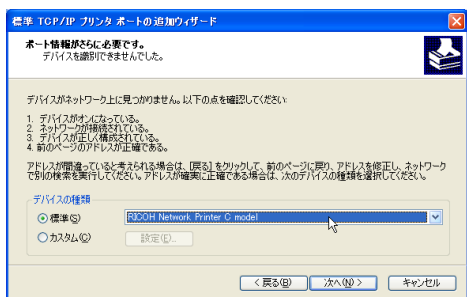 標準 TCP/IP プリンタ ポートの追加ウィザード
ポート情報がさらに必要です。
デバイスを識別できませんでした。
デバイスがネットワーク上に見つかりません。以下の点を確認してください:
1. デバイスがオンになっている。
2. ネットワークが接続されている。
3. デバイスが正しく構成されている。
4. 前のページのアドレスが正確である。
アドレスが間違っていると考えられる場合は、[戻る] をクリックして、前のページに戻り、アドレスを修正し、ネットワーク
で別の検索を実行してください。アドレスが確実に正確である場合は、次のデバイスの種類を選択してください。
デバイスの種類
標準(S)
RICOH Network Printer C model
カスタム(C)
設定(E)...
< 戻る(B)
次へ(N) >
キャンセル